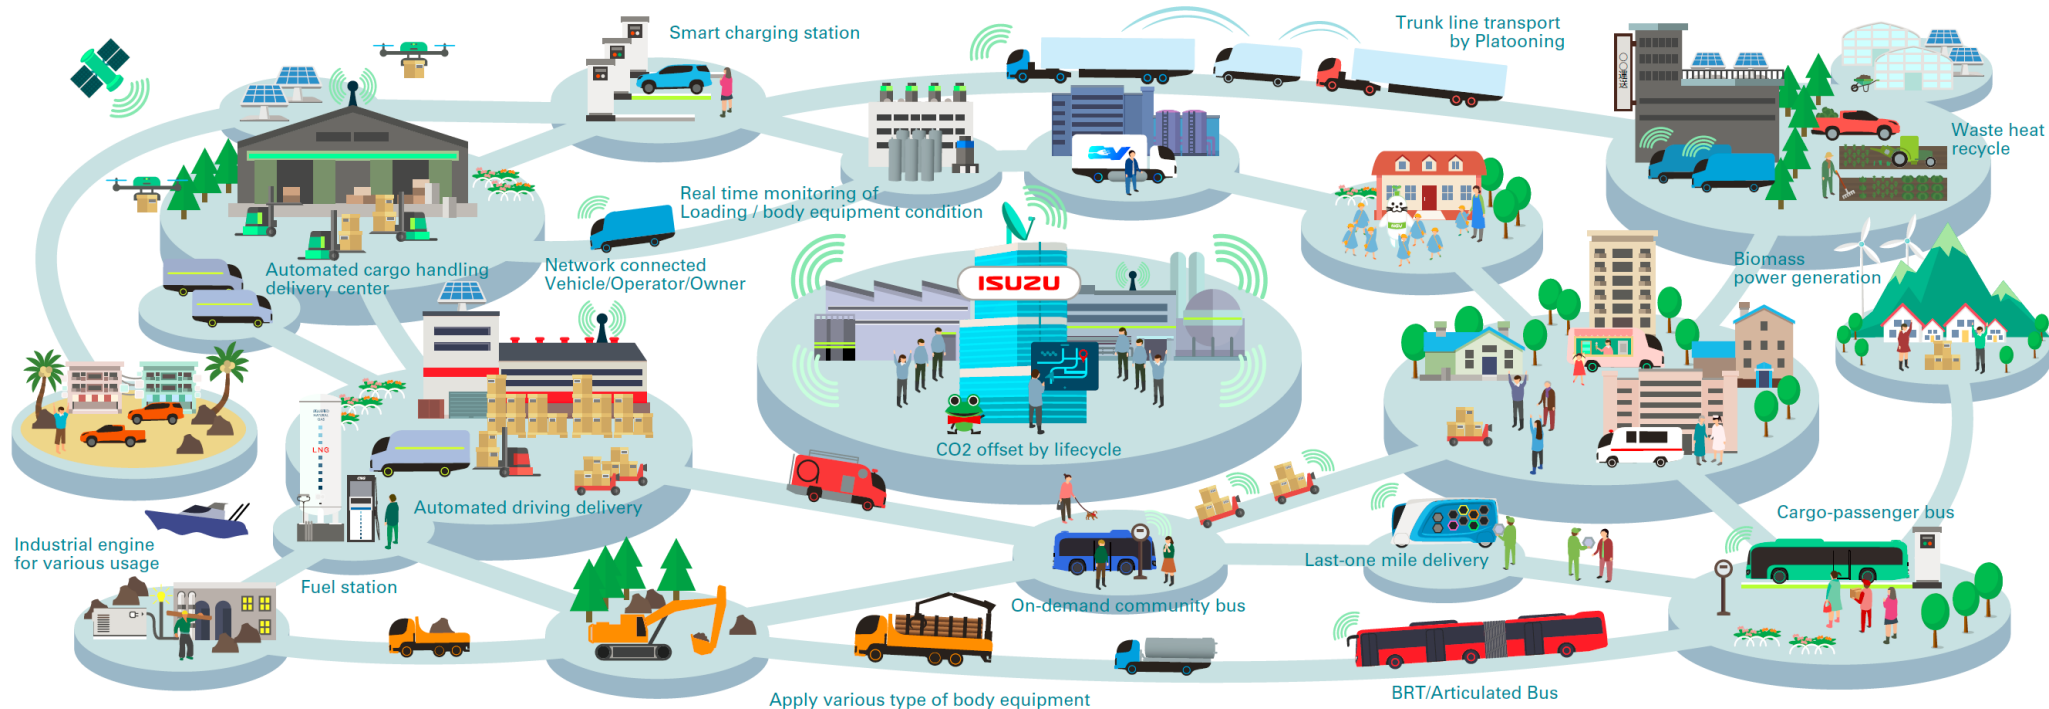 Smart charging station
Trunk line transport
by Platooning
Waste heat
recycle
EV
Real time monitoring of
Loading / body equipment condition
Network connected
Vehicle/Operator/Owner
Automated cargo handling
delivery center
ISUZU
Biomass
power generation
CO2 offset by lifecycle
LNG
Automated driving delivery
Industrial engine
for various usage
Fuel station
On-demand community bus
Last-one mile delivery
Cargo-passenger bus
Apply various type of body equipment
BRT/Articulated Bus